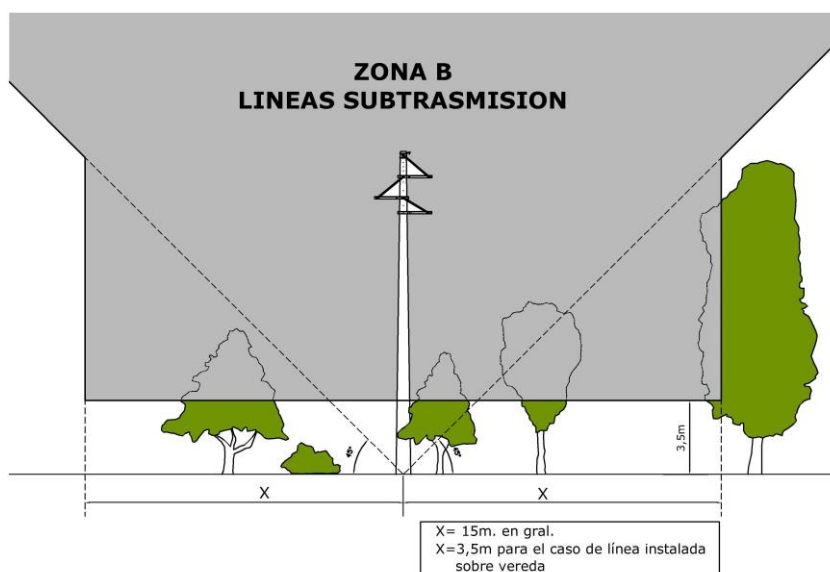 ZONA B
LINEAS SUBTRASMISION
3,5m
X
X
X= 15m. en gral.
X=3,5m para el caso de línea instalada
sobre vereda